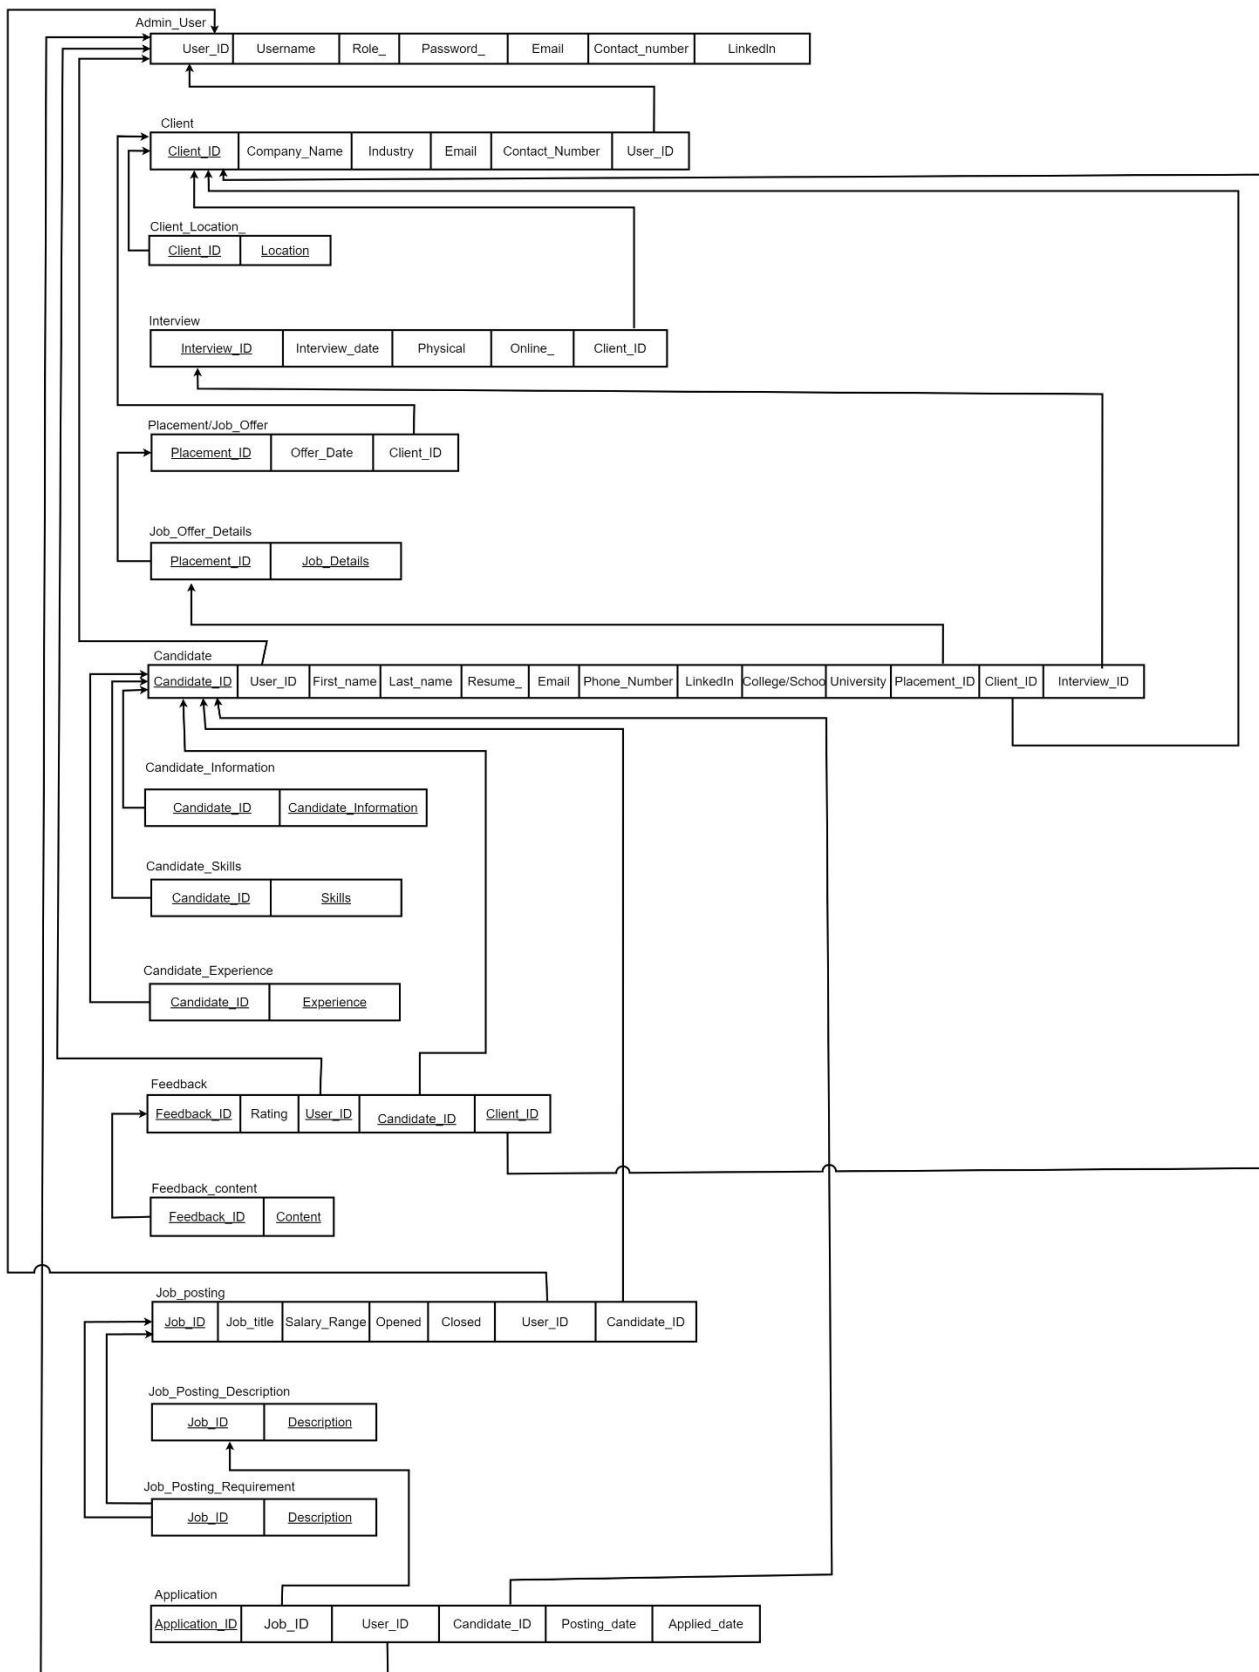 Admin_User
User_ID Username Role_ Password_ Email Contact_number LinkedIn
Client
Client_ID Company_Name Industry Email Contact_Number User_ID
Client_Location_
Client_ID Location
Interview
Interview_ID Interview_date Physical Online_ Client_ID
Placement/Job_Offer
Placement_ID Offer_Date Client_ID
Job_Offer_Details
Placement_ID Job_Details
Candidate
Candidate_ID User_ID First_name Last_name Resume_ Email Phone_Number LinkedIn College/Schoo University Placement_ID Client_ID Interview_ID
Candidate_Information
Candidate_ID Candidate_Information
Candidate_Skills
Candidate_ID Skills
Candidate_Experience
Candidate_ID Experience
Feedback
Feedback_ID Rating User_ID Candidate_ID Client_ID
Feedback_content
Feedback_ID Content
Job_posting
Job_ID Job_title Salary_Range Opened Closed User_ID Candidate_ID
Job_Posting_Description
Job_ID Description
Job_Posting_Requirement
Job_ID Description
Application
Application_ID Job_ID User_ID Candidate_ID Posting_date Applied_date